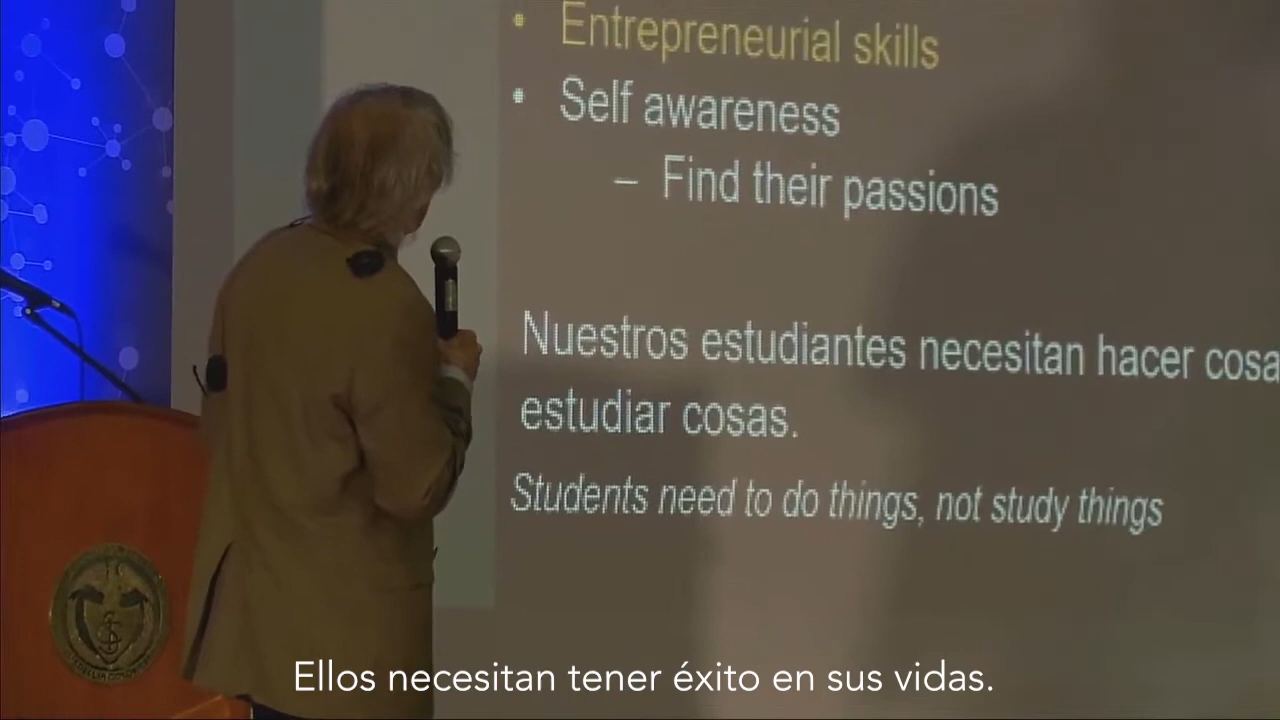 • Entrepreneurial skills
• Self awareness
– Find their passions
Nuestros estudiantes necesitan hacer cosa
estudiar cosas.
Students need to do things, not study things
Ellos necesitan tener éxito en sus vidas.